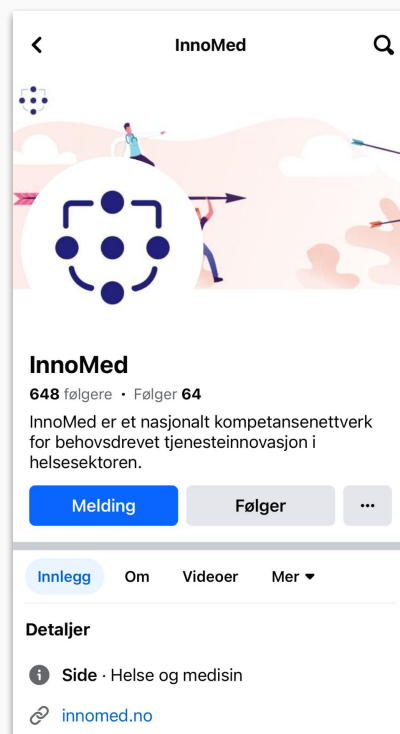 InnoMed
InnoMed
648 følgere • Følger 64
InnoMed er et nasjonalt kompetansenettverk
for behovsdrevet tjenesteinnovasjon i
helsesektoren.
Melding
Følger
Innlegg
Om
Videoer
Mer
Detaljer
Side · Helse og medisin
innomed.no